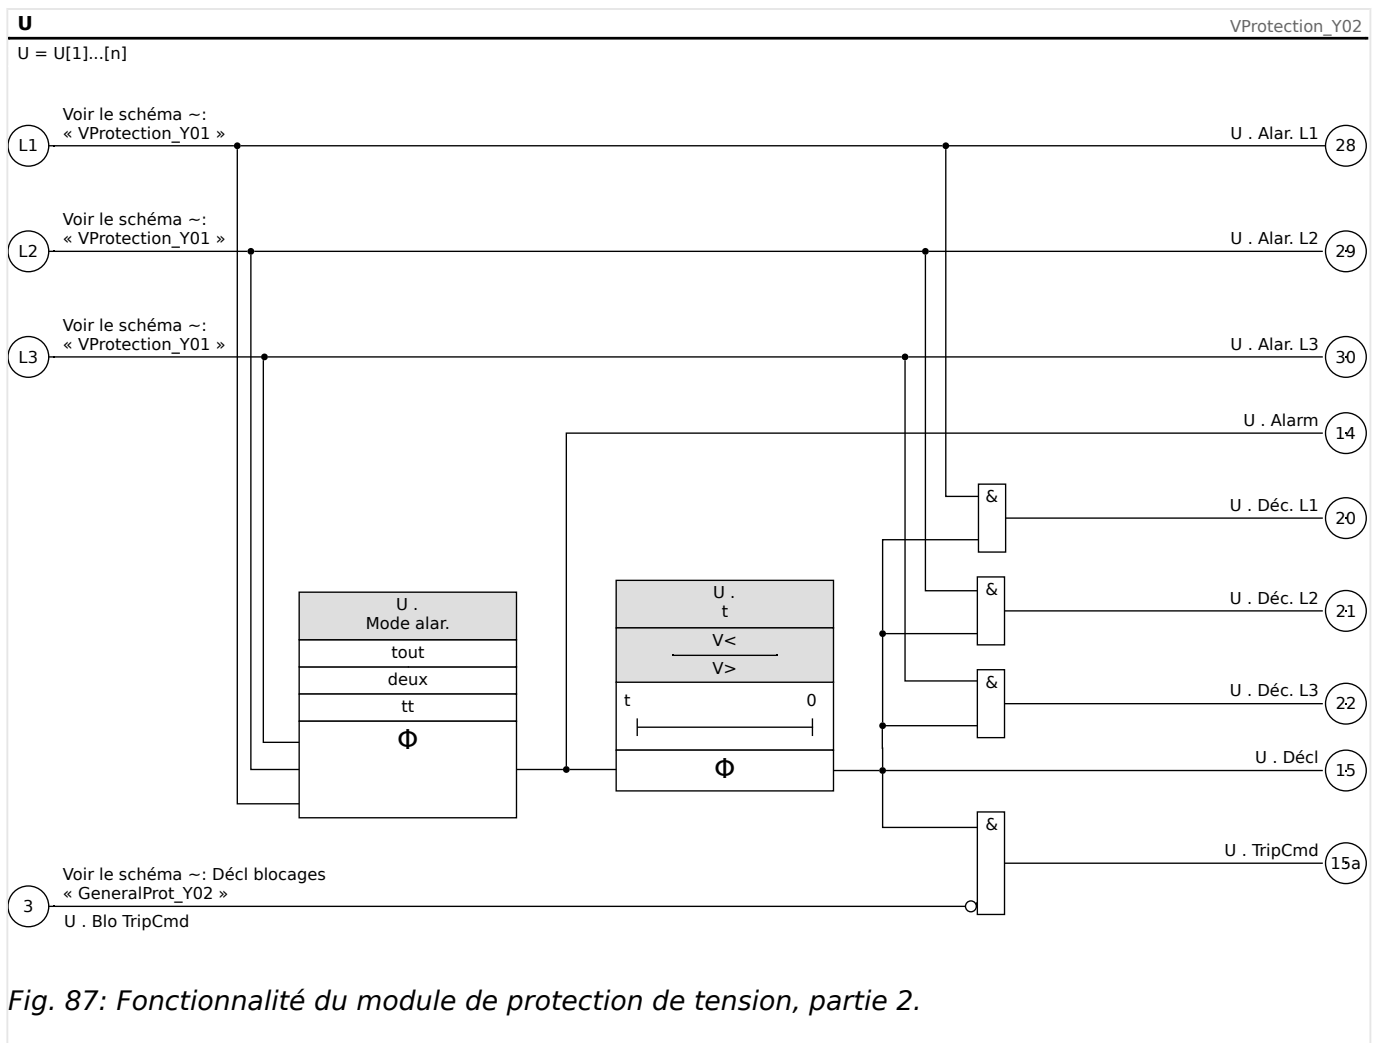 U
VProtection_Y02
U = U[1]...[n]
Voir le schéma ~:
« VProtection_Y01 »
L1
U . Alar. L1
28
Voir le schéma ~:
« VProtection_Y01 »
L2
U . Alar. L2
29
Voir le schéma ~:
« VProtection_Y01 »
L3
U . Alar. L3
30
U . Alarm
14
&
U . Déc. L1
20
&
U . Déc. L2
21
&
U . Déc. L3
22
U .
Mode alar.
tout
deux
tt
Φ
U .
t
V<
V>
t 0
Φ
U . Décl
15
&
U . TripCmd
15a
Voir le schéma ~: Décl blocages
« GeneralProt_Y02 »
3
U . Blo TripCmd
Fig. 87: Fonctionnalité du module de protection de tension, partie 2.